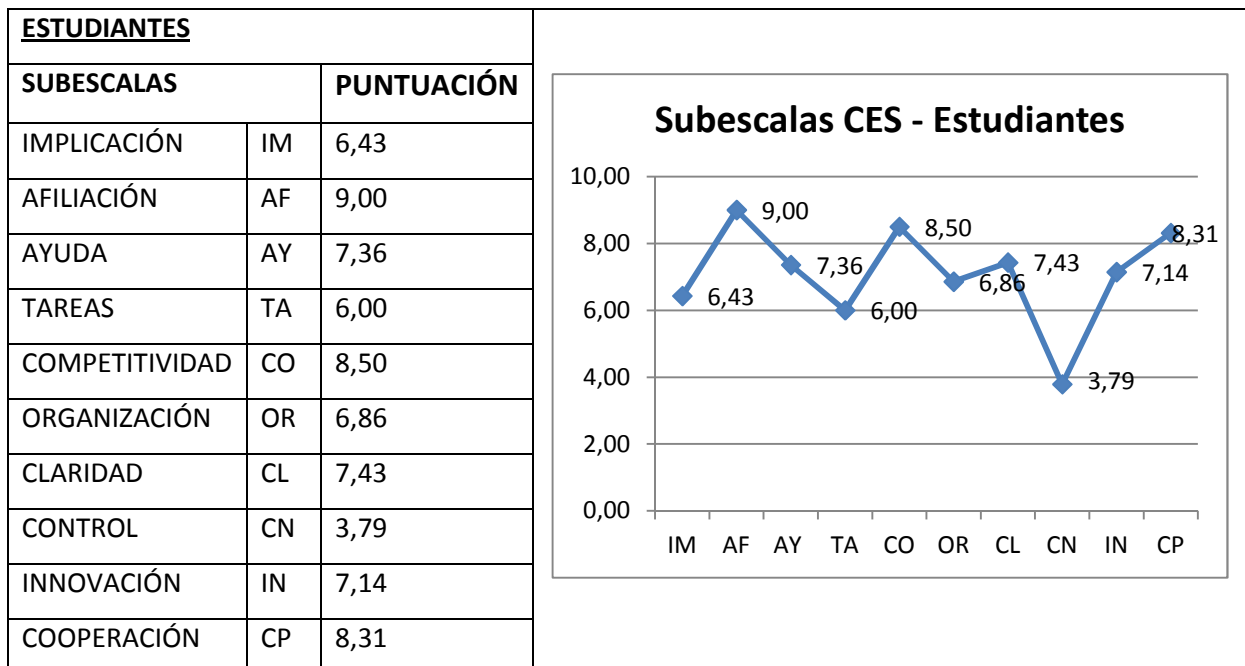 ESTUDIANTES
SUBESCALAS PUNTUACIÓN
IMPLICACIÓN IM 6,43
AFILIACIÓN AF 9,00
AYUDA AY 7,36
TAREAS TA 6,00
COMPETITIVIDAD CO 8,50
ORGANIZACIÓN OR 6,86
CLARIDAD CL 7,43
CONTROL CN 3,79
INNOVACIÓN IN 7,14
COOPERACIÓN CP 8,31
Subescalas CES - Estudiantes
10,00
8,00
6,00
4,00
2,00
0,00
6,43
9,00
7,36
6,00
8,50
6,86
7,43
3,79
7,14
8,31
IM AF AY TA CO OR CL CN IN CP